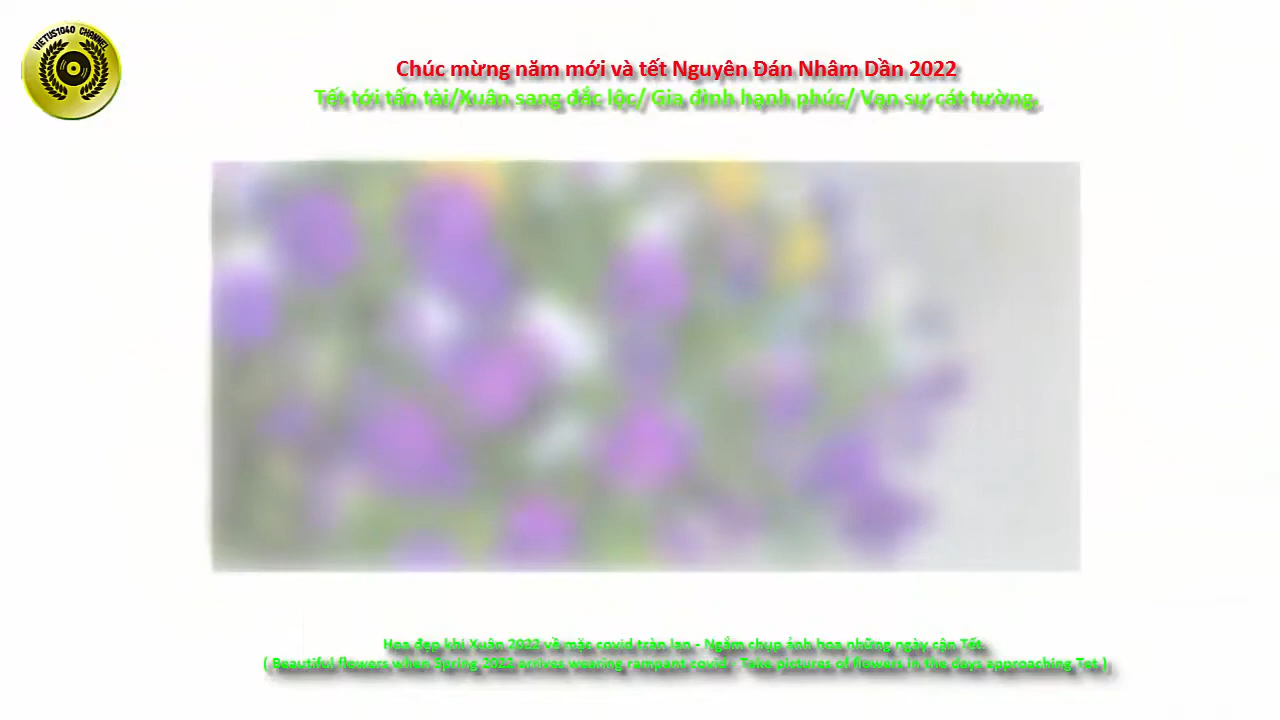 VIETUS1040 CHANNEL
Chúc mừng năm mới và tết Nguyên Đán Nhâm Dần 2022
Tết tới tấn tài/Xuân sang đắc lộc/ Gia đình hạnh phúc/ Vạn sự cát tường.
Hoa đẹp khi Xuân 2022 về mặc covid tràn lan - Ngắm chụp ảnh hoa những ngày cận Tết.
( Beautiful flowers when Spring 2022 arrives wearing rampant covid - Take pictures of flowers in the days approaching Tet )